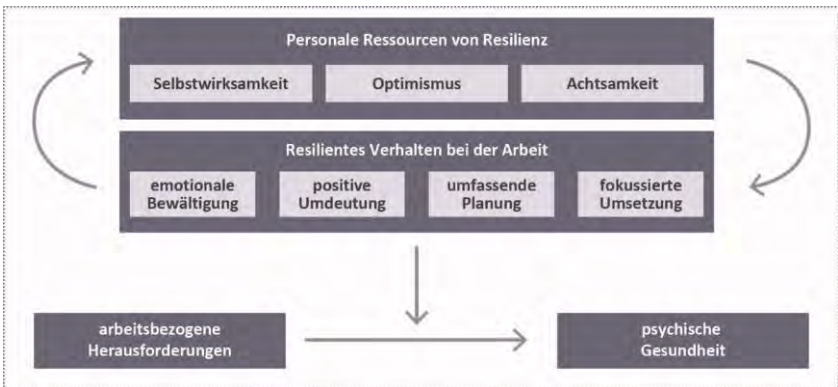 Personale Ressourcen von Resilienz
Selbstwirksamkeit
Optimismus
Achtsamkeit
Resilientes Verhalten bei der Arbeit
emotionale
Bewältigung
positive
Umdeutung
umfassende
Planung
fokussierte
Umsetzung
arbeitsbezogene
Herausforderungen
psychische
Gesundheit